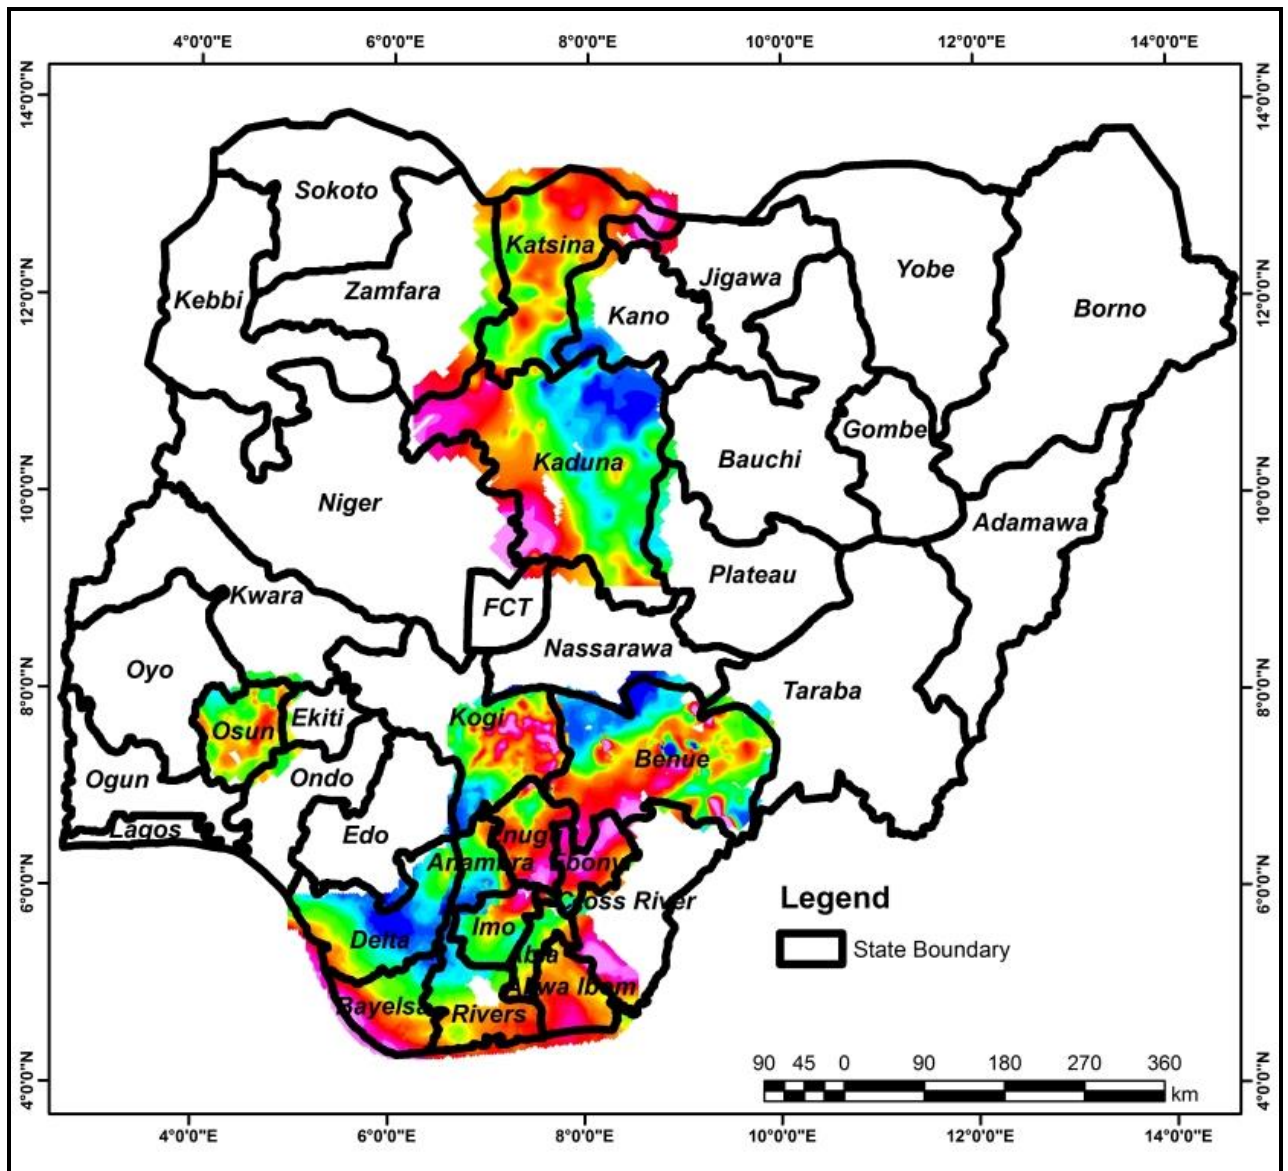 4°0'0"E 6°0'0"E 8°0'0"E 10°0'0"E 12°0'0"E 14°0'0"E
14°0'0"N 14°0'0"N
Sokoto
Katsina
Jigawa
Yobe
12°0'0"N 12°0'0"N
Kebbi
Zamfara
Kano
Borno
Gombe
Kaduna
Bauchi
10°0'0"N 10°0'0"N
Niger
Adamawa
Plateau
Kwara
FCT
Nassarawa
Oyo
Taraba
8°0'0"N 8°0'0"N
Kogi
Ekiti
Osun
Benue
Ogun
Ondo
Lagos
Edo
Enugu
Anambra
Ebonyi
6°0'0"N 6°0'0"N
Cross River
Legend
Imo
Delta
State Boundary
Abia
Akwa Ibom
Bayelsa
Rivers
90 45 0 90 180 270 360
km
4°0'0"N 4°0'0"N
4°0'0"E 6°0'0"E 8°0'0"E 10°0'0"E 12°0'0"E 14°0'0"E